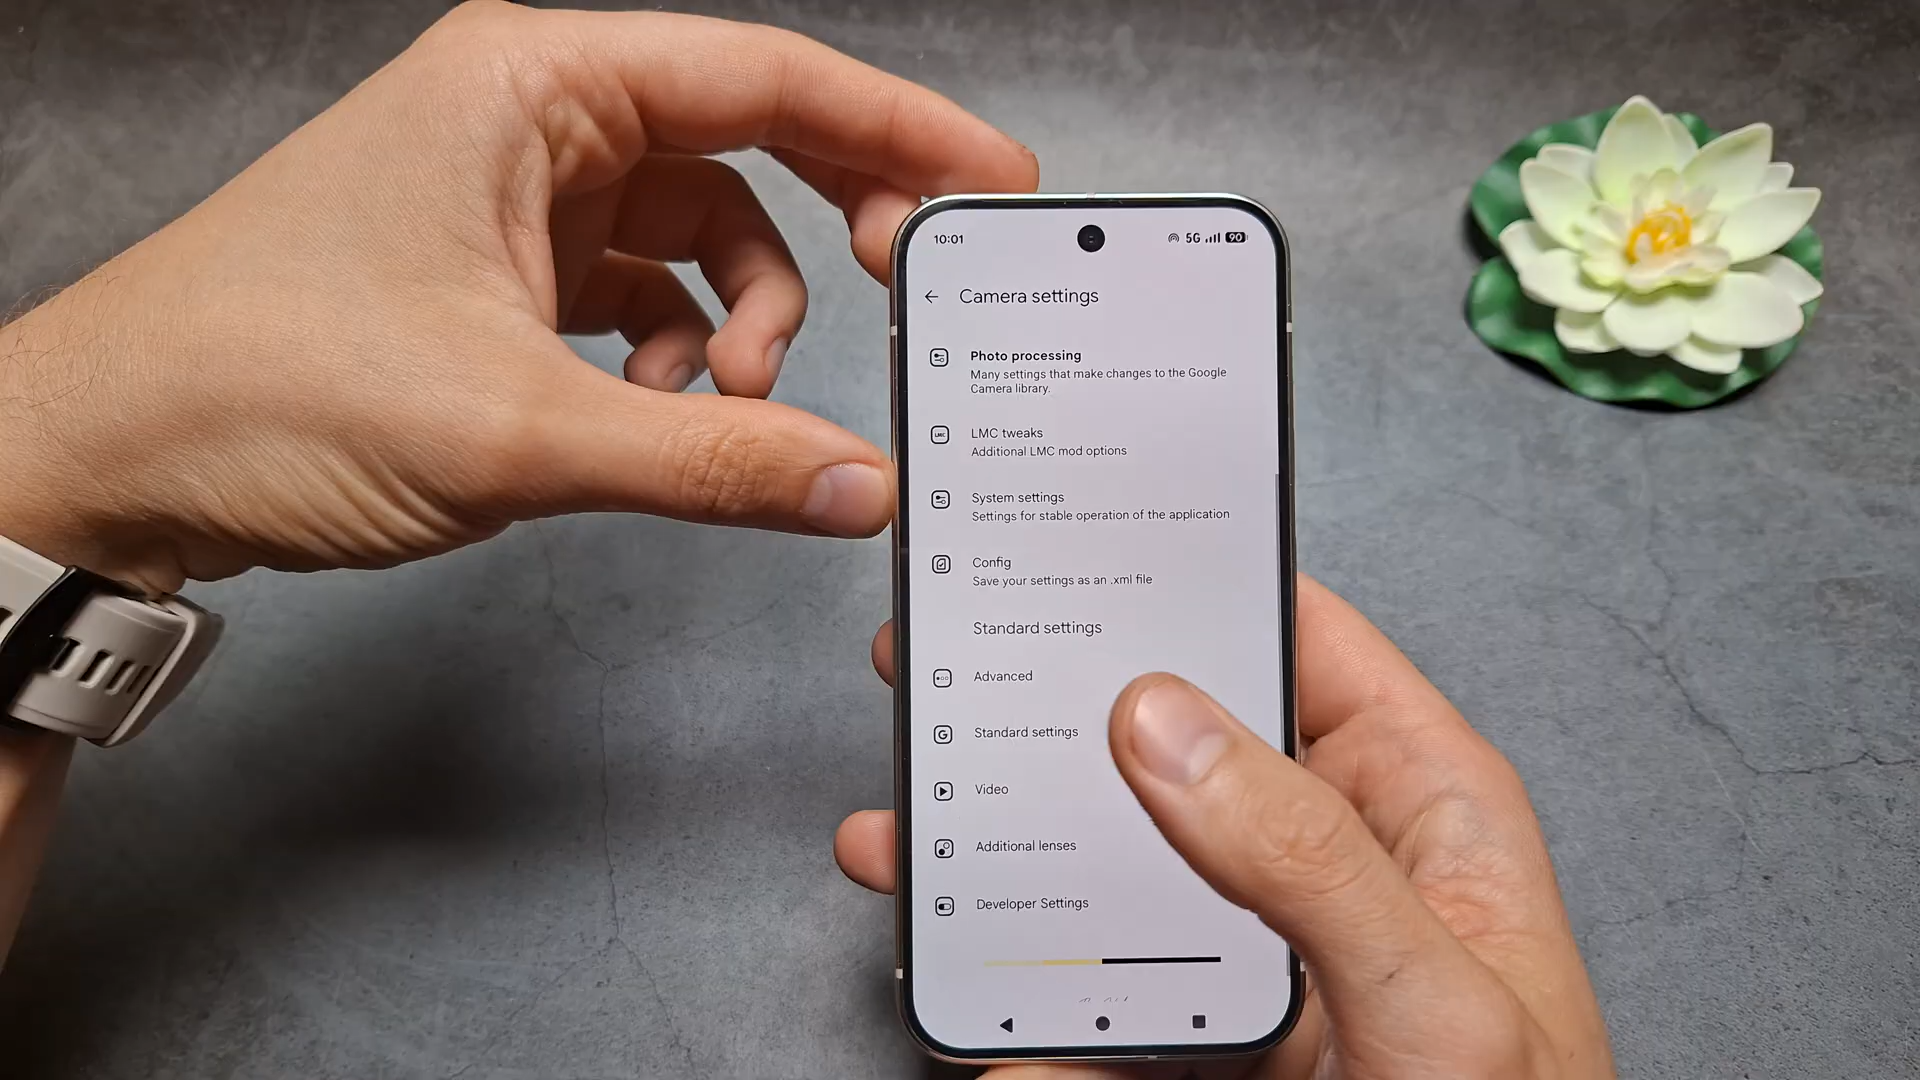 10:01
5G 90
Camera settings
Photo processing
Many settings that make changes to the Google
Camera library.
LMC
LMC tweaks
Additional LMC mod options
System settings
Settings for stable operation of the application
Config
Save your settings as an .xml file
Standard settings
Advanced
G
Standard settings
Video
Additional lenses
Developer Settings